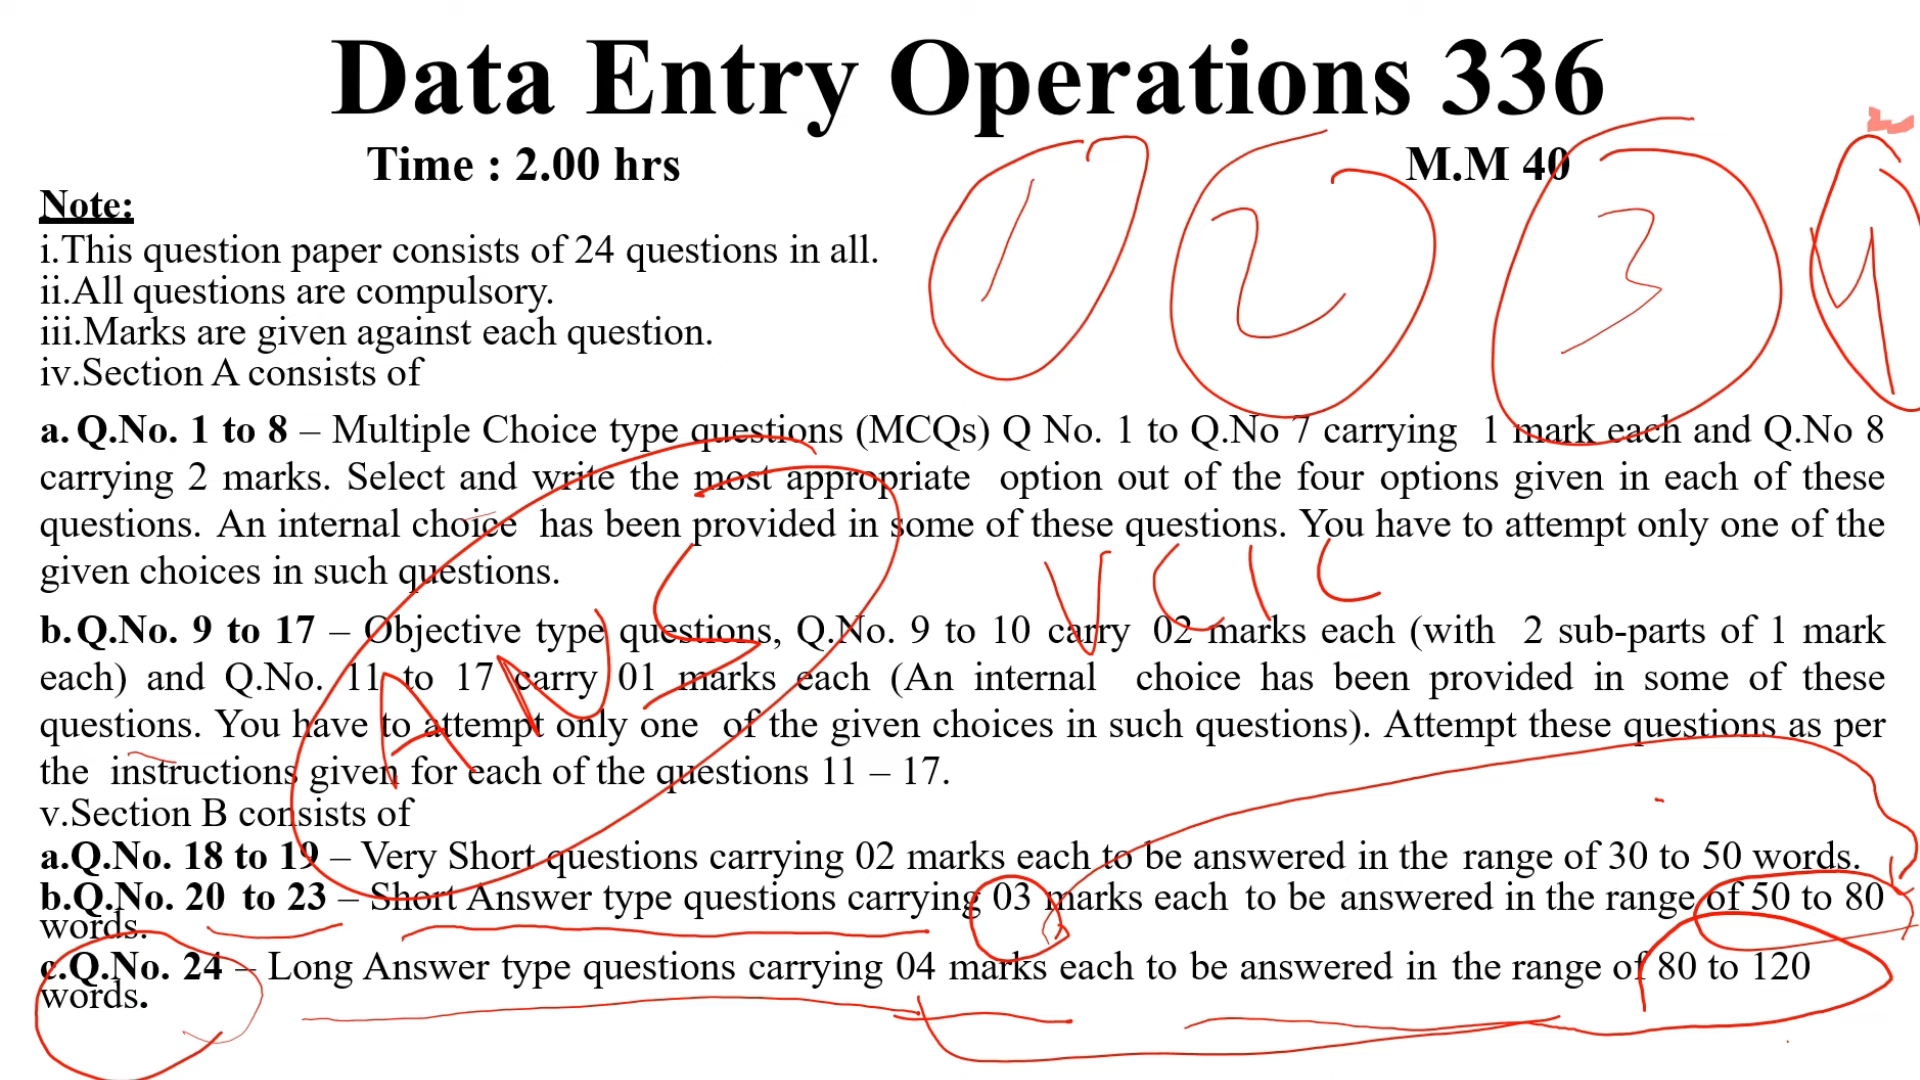 Data Entry Operations 336
Time : 2.00 hrs M.M 40
Note:
i.This question paper consists of 24 questions in all.
ii.All questions are compulsory.
iii.Marks are given against each question.
iv.Section A consists of
1 2 3 4
a. Q.No. 1 to 8 – Multiple Choice type questions (MCQs) Q No. 1 to Q.No 7 carrying 1 mark each and Q.No 8
carrying 2 marks. Select and write the most appropriate option out of the four options given in each of these
questions. An internal choice has been provided in some of these questions. You have to attempt only one of the
given choices in such questions.
b.Q.No. 9 to 17 – Objective type questions, Q.No. 9 to 10 carry 02 marks each (with 2 sub-parts of 1 mark
each) and Q.No. 11 to 17 carry 01 marks each (An internal choice has been provided in some of these
questions. You have to attempt only one of the given choices in such questions). Attempt these questions as per
the instructions given for each of the questions 11 – 17.
ANS
v.Section B consists of
a.Q.No. 18 to 19 – Very Short questions carrying 02 marks each to be answered in the range of 30 to 50 words.
b.Q.No. 20 to 23 – Short Answer type questions carrying 03 marks each to be answered in the range of 50 to 80
words.
c.Q.No. 24 – Long Answer type questions carrying 04 marks each to be answered in the range of 80 to 120
words.